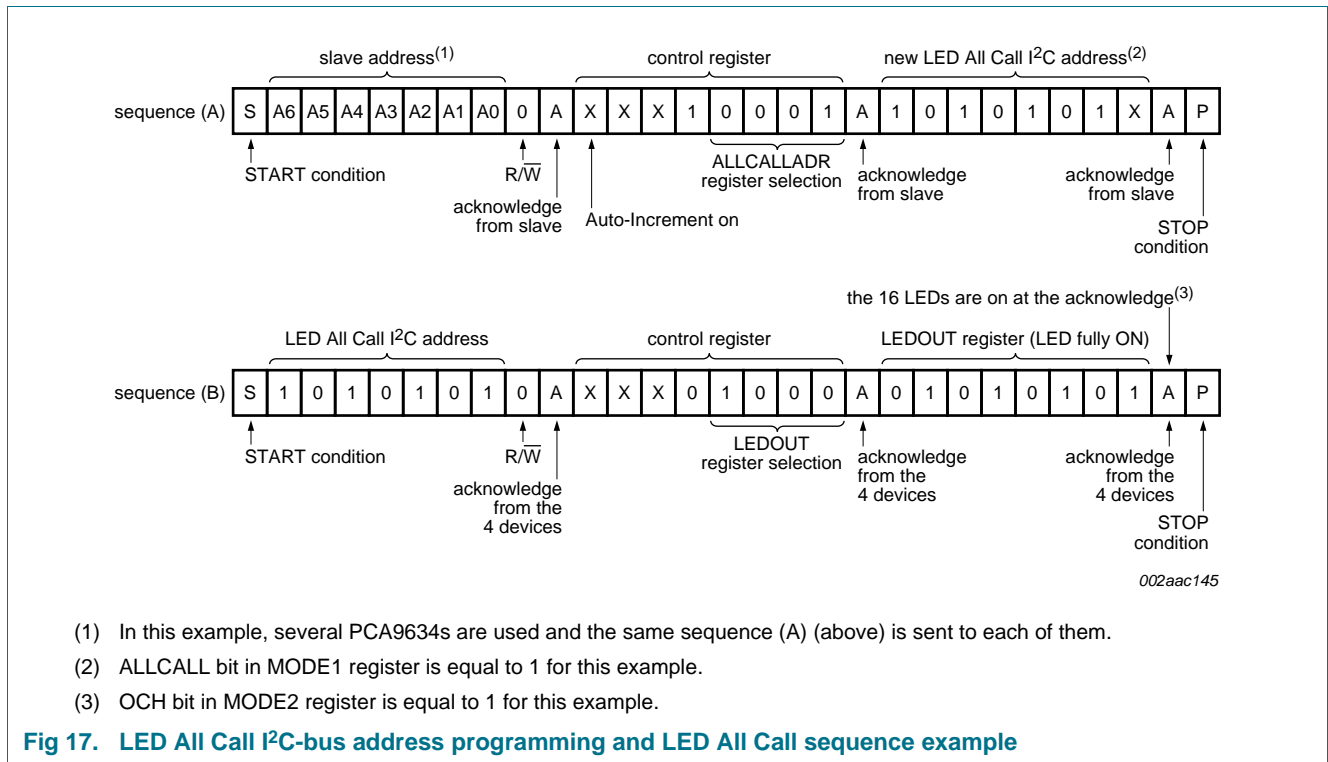 slave address(1) control register new LED All Call I2C address(2)
sequence (A) S A6 A5 A4 A3 A2 A1 A0 0 A X X X 1 0 0 0 1 A 1 0 1 0 1 0 1 X A P
START condition R/W ALLCALLADR register selection acknowledge from slave acknowledge from slave
acknowledge from slave Auto-Increment on STOP condition
the 16 LEDs are on at the acknowledge(3)
LED All Call I2C address control register LEDOUT register (LED fully ON)
sequence (B) S 1 0 1 0 1 0 1 0 A X X X 0 1 0 0 0 A 0 1 0 1 0 1 0 1 A P
START condition R/W LEDOUT register selection acknowledge from the 4 devices acknowledge from the 4 devices
acknowledge from the 4 devices STOP condition
002aac145
(1) In this example, several PCA9634s are used and the same sequence (A) (above) is sent to each of them.
(2) ALLCALL bit in MODE1 register is equal to 1 for this example.
(3) OCH bit in MODE2 register is equal to 1 for this example.
Fig 17. LED All Call I2C-bus address programming and LED All Call sequence example